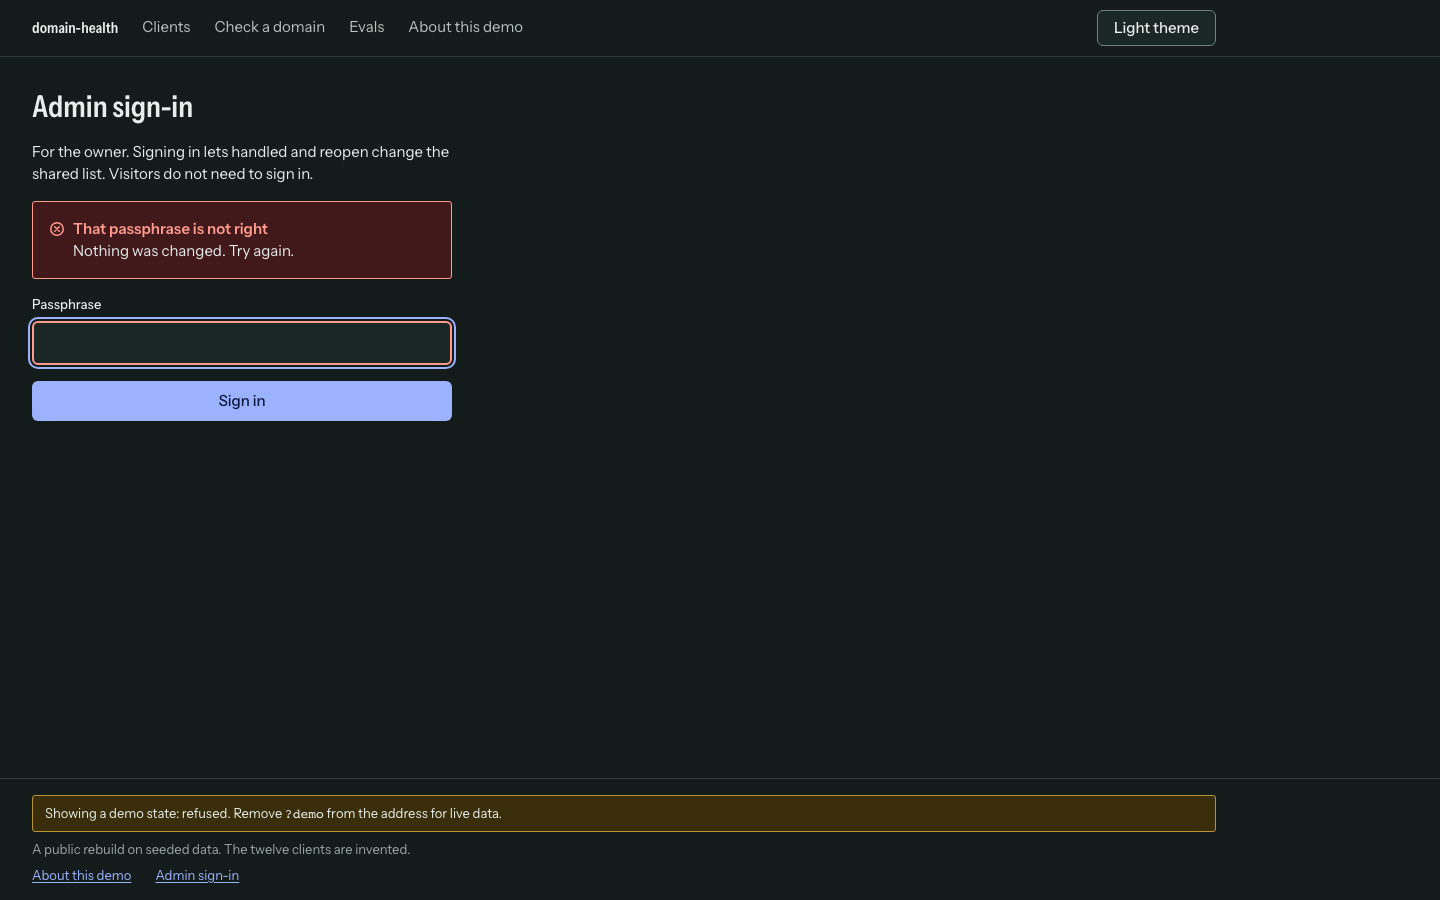 domain-health Clients Check a domain Evals About this demo Light theme
Admin sign-in
For the owner. Signing in lets handled and reopen change the
shared list. Visitors do not need to sign in.
That passphrase is not right
Nothing was changed. Try again.
Passphrase
Sign in
Showing a demo state: refused. Remove ?demo from the address for live data.
A public rebuild on seeded data. The twelve clients are invented.
About this demo Admin sign-in